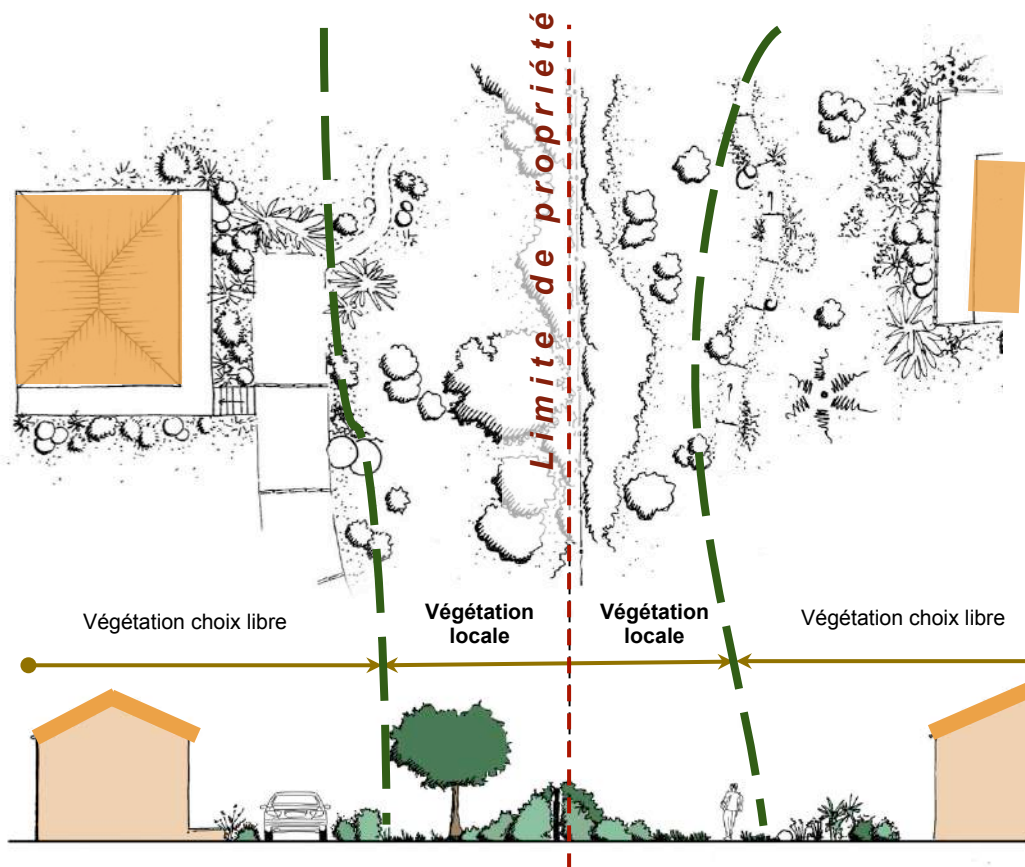 Limite de propriété
Végétation choix libre
Végétation
locale
Végétation
locale
Végétation choix libre